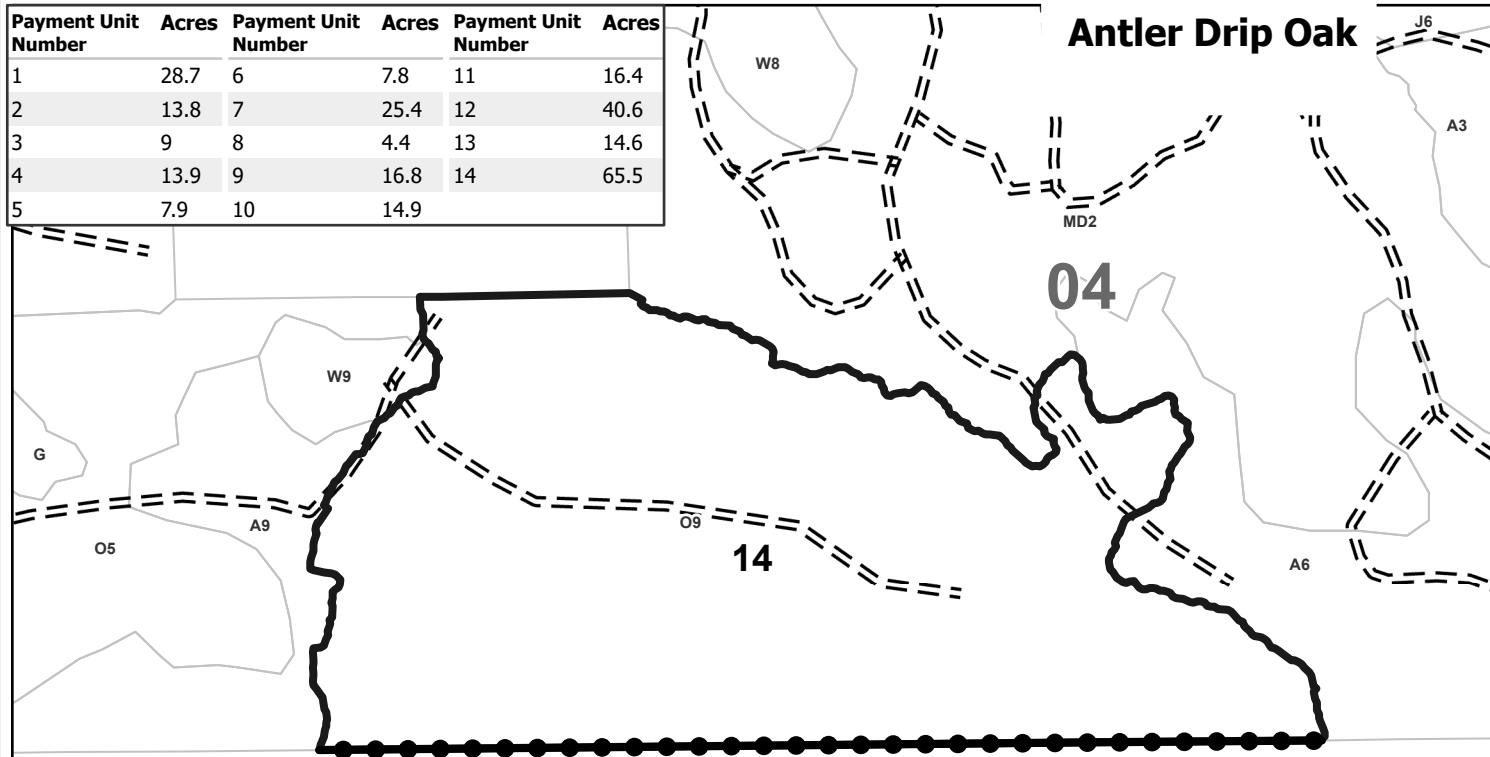 Payment Unit Number Acres Payment Unit Number Acres Payment Unit Number Acres
1 28.7 6 7.8 11 16.4
2 13.8 7 25.4 12 40.6
3 9 8 4.4 13 14.6
4 13.9 9 16.8 14 65.5
5 7.9 10 14.9
Antler Drip Oak
J6
W8
A3
MD2
04
W9
G
O9
A9
O5
14
A6